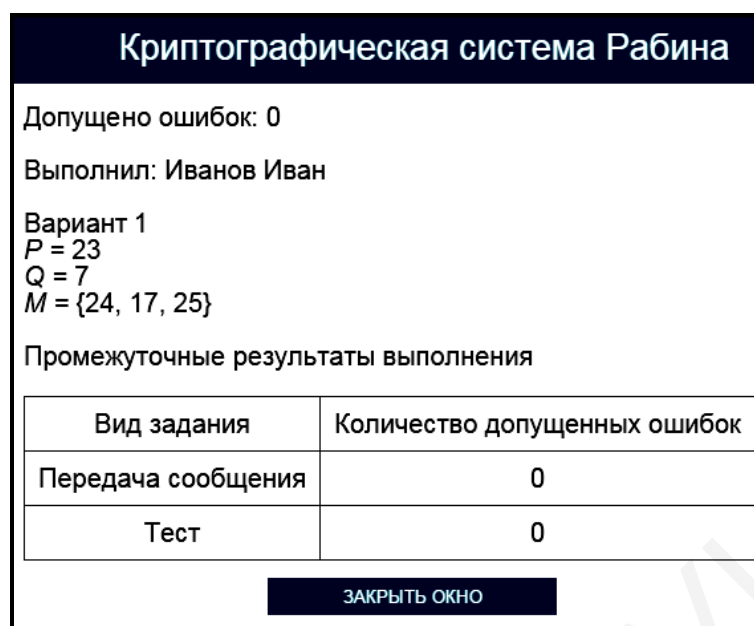 Криптографическая система Рабина
Допущено ошибок: 0
Выполнил: Иванов Иван
Вариант 1
P = 23
Q = 7
M = {24, 17, 25}
Промежуточные результаты выполнения
Вид задания Количество допущенных ошибок
Передача сообщения 0
Тест 0
ЗАКРЫТЬ ОКНО